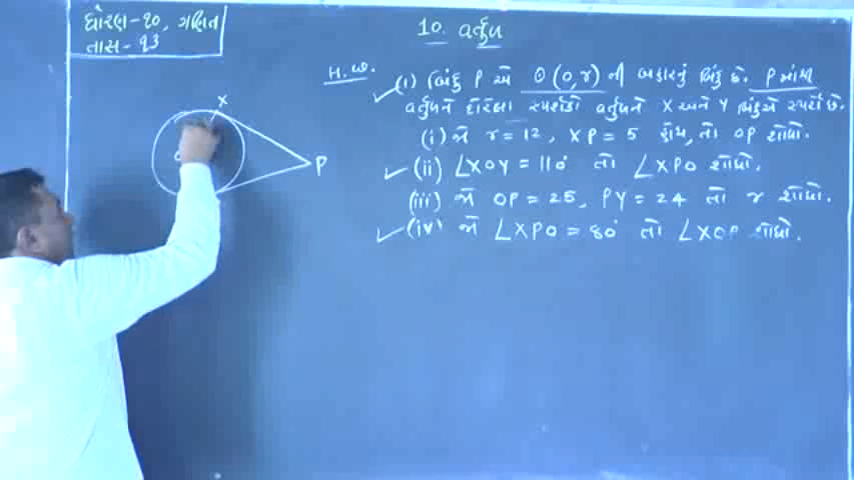 ધોરણ-૧૦, ગણિત
તાસ-૧૩
10. વર્તુળ
H.W.
(1) બિંદુ P એ ⊙(O,r) ની બહારનું બિંદુ છે. P માંથી
વર્તુળને દોરેલા સ્પર્શકો વર્તુળને X અને Y બિંદુએ સ્પર્શે છે.
(i) જો r = 12, XP = 5 હોય, તો OP શોધો.
(ii) ∠XOY = 110° તો ∠XPO શોધો.
(iii) જો OP = 25, PY = 24 તો r શોધો.
(iv) જો ∠XPO = 80° તો ∠XOP શોધો.
X
P